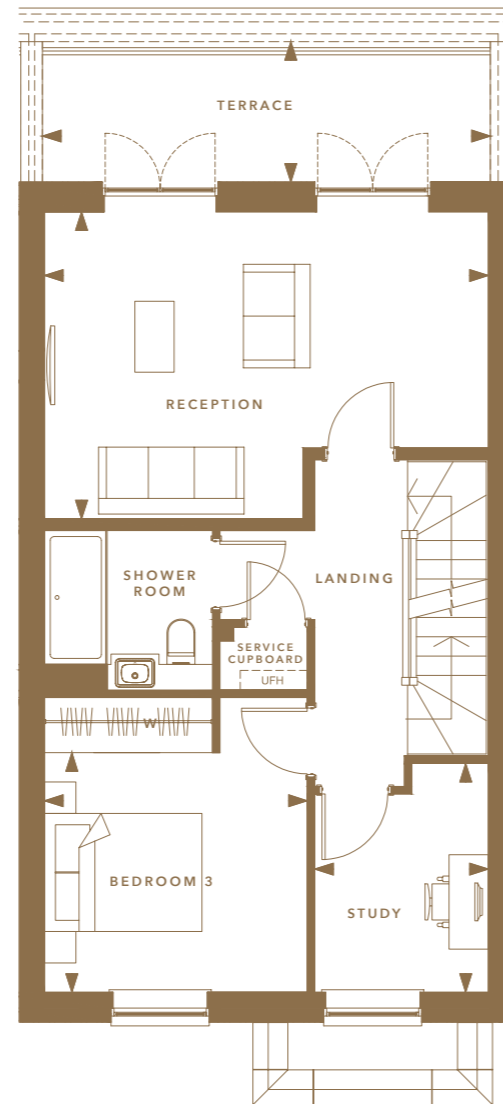 TERRACE
RECEPTION
SHOWER
ROOM
LANDING
SERVICE
CUPBOARD
UFH
W
BEDROOM 3
STUDY